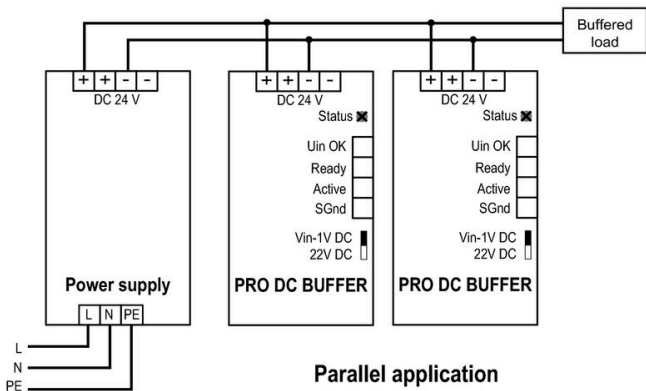 Buffered
load
+ + - -
DC 24 V
+ + - -
DC 24 V
+ + - -
DC 24 V
Status
Uin OK
Ready
Active
SGnd
Vin-1V DC
22V DC
PRO DC BUFFER
Status
Uin OK
Ready
Active
SGnd
Vin-1V DC
22V DC
PRO DC BUFFER
Power supply
L N PE
L
N
PE
Parallel application